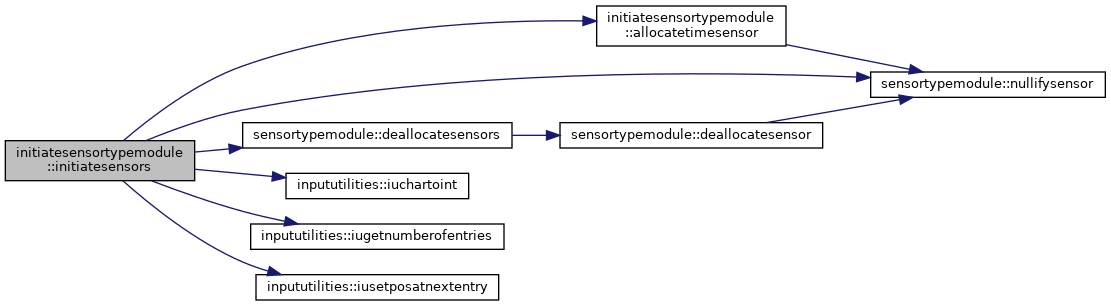 initiatesensortypemodule
::allocatetimesensor
sensortypemodule::nullifysensor
sensortypemodule::deallocatesensors
sensortypemodule::deallocatesensor
initiatesensortypemodule
::initiatesensors
inpututilities::iuchartoint
inpututilities::iugetnumberofentries
inpututilities::iusetposatnextentry